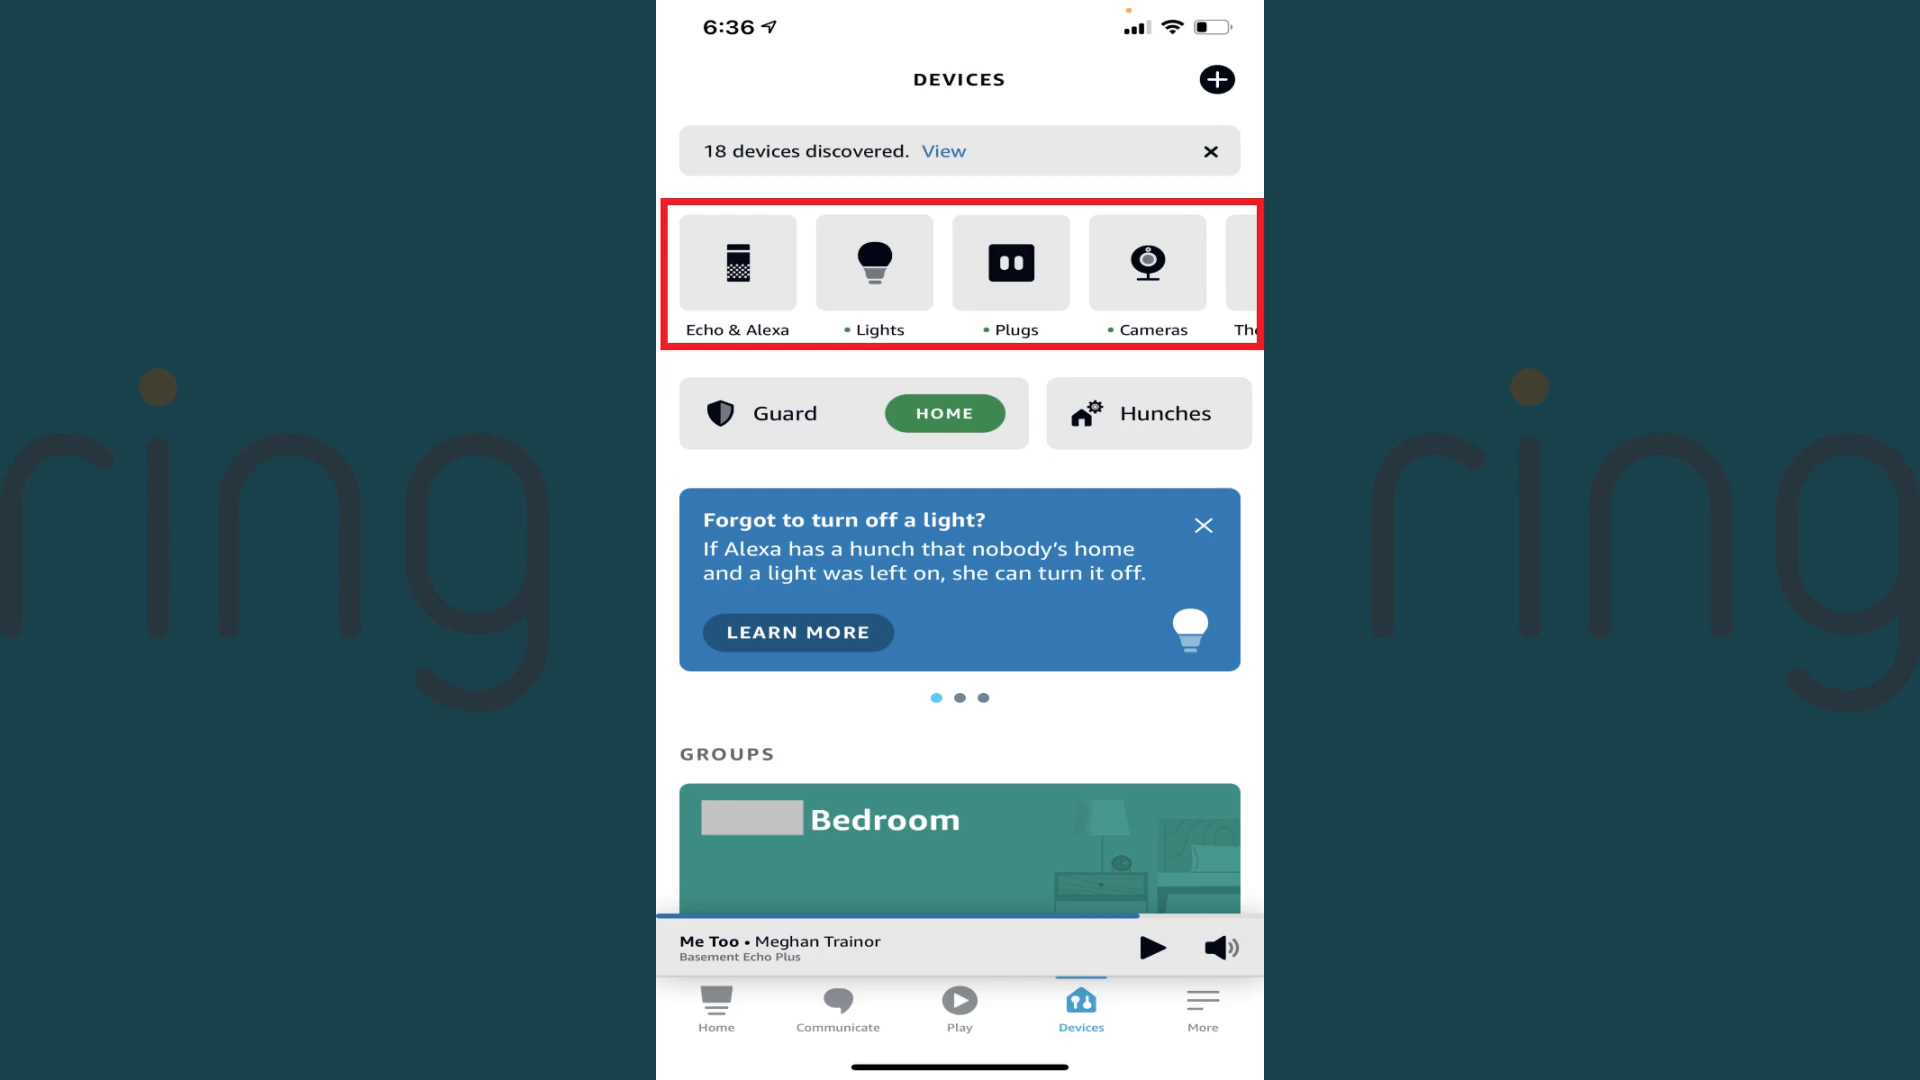 6:36
DEVICES
18 devices discovered. View
Echo & Alexa
Lights
Plugs
Cameras
The
Guard
HOME
Hunches
Forgot to turn off a light?
If Alexa has a hunch that nobody's home
and a light was left on, she can turn it off.
LEARN MORE
GROUPS
Bedroom
Me Too • Meghan Trainor
Basement Echo Plus
Home
Communicate
Play
Devices
More
ring
ring